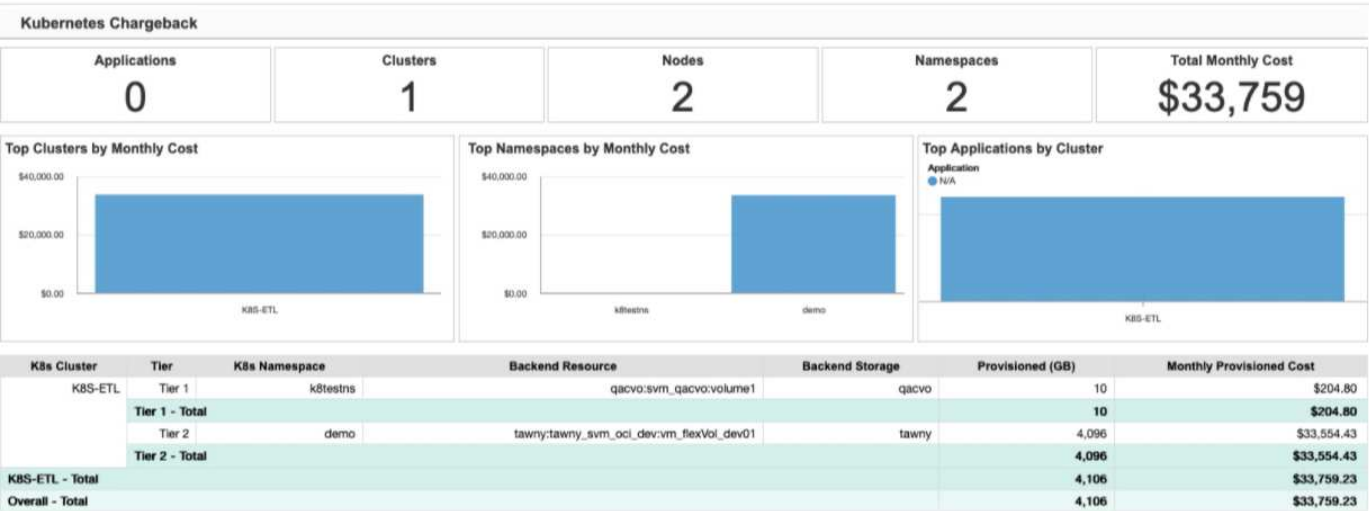 Kubernetes Chargeback
Applications
0
Clusters
1
Nodes
2
Namespaces
2
Total Monthly Cost
$33,759
Top Clusters by Monthly Cost
$40,000.00
$20,000.00
$0.00
K8S-ETL
Top Namespaces by Monthly Cost
$40,000.00
$20,000.00
$0.00
k8testns
demo
Top Applications by Cluster
Application
N/A
K8S-ETL
K8s Cluster Tier K8s Namespace Backend Resource Backend Storage Provisioned (GB) Monthly Provisioned Cost
K8S-ETL Tier 1 k8testns qacvo:svm_qacvo:volume1 qacvo 10 $204.80
Tier 1 - Total 10 $204.80
Tier 2 demo tawny:tawny_svm_oci_dev:vm_flexVol_dev01 tawny 4,096 $33,554.43
Tier 2 - Total 4,096 $33,554.43
K8S-ETL - Total 4,106 $33,759.23
Overall - Total 4,106 $33,759.23